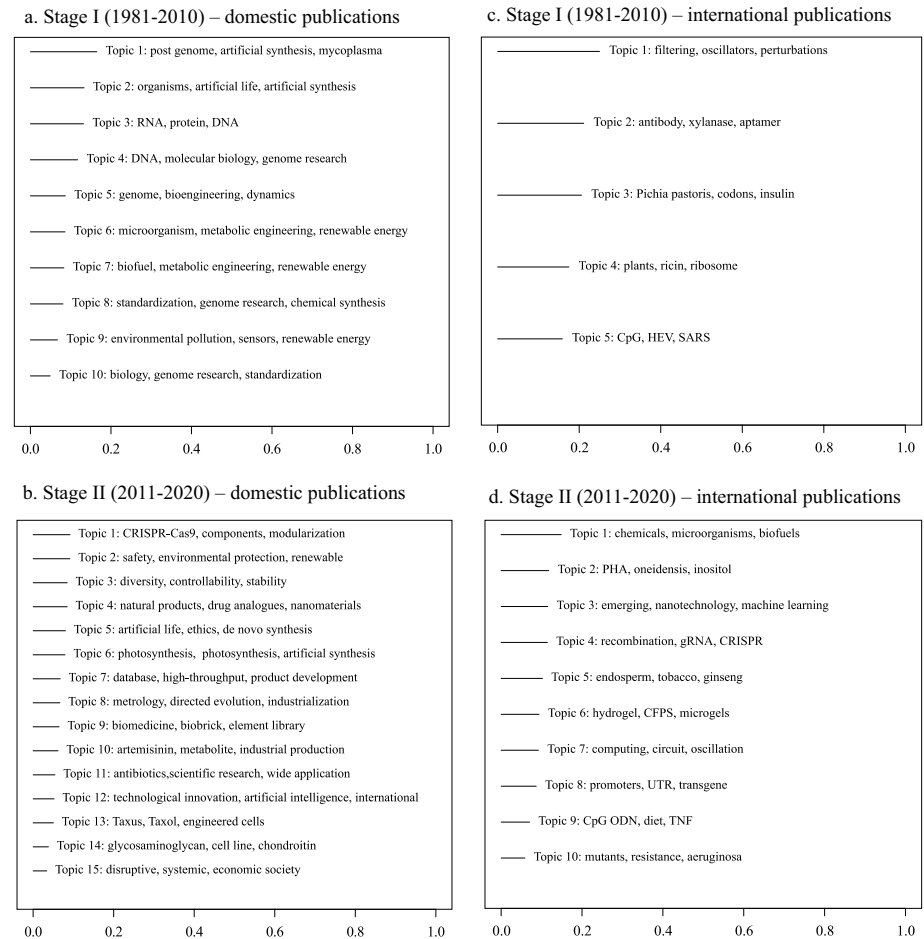 a. Stage I (1981-2010) – domestic publications
Topic 1: post genome, artificial synthesis, mycoplasma
Topic 2: organisms, artificial life, artificial synthesis
Topic 3: RNA, protein, DNA
Topic 4: DNA, molecular biology, genome research
Topic 5: genome, bioengineering, dynamics
Topic 6: microorganism, metabolic engineering, renewable energy
Topic 7: biofuel, metabolic engineering, renewable energy
Topic 8: standardization, genome research, chemical synthesis
Topic 9: environmental pollution, sensors, renewable energy
Topic 10: biology, genome research, standardization
0.0 0.2 0.4 0.6 0.8 1.0
c. Stage I (1981-2010) – international publications
Topic 1: filtering, oscillators, perturbations
Topic 2: antibody, xylanase, aptamer
Topic 3: Pichia pastoris, codons, insulin
Topic 4: plants, ricin, ribosome
Topic 5: CpG, HEV, SARS
0.0 0.2 0.4 0.6 0.8 1.0
b. Stage II (2011-2020) – domestic publications
Topic 1: CRISPR-Cas9, components, modularization
Topic 2: safety, environmental protection, renewable
Topic 3: diversity, controllability, stability
Topic 4: natural products, drug analogues, nanomaterials
Topic 5: artificial life, ethics, de novo synthesis
Topic 6: photosynthesis, photosynthesis, artificial synthesis
Topic 7: database, high-throughput, product development
Topic 8: metrology, directed evolution, industrialization
Topic 9: biomedicine, biobrick, element library
Topic 10: artemisinin, metabolite, industrial production
Topic 11: antibiotics,scientific research, wide application
Topic 12: technological innovation, artificial intelligence, international
Topic 13: Taxus, Taxol, engineered cells
Topic 14: glycosaminoglycan, cell line, chondroitin
Topic 15: disruptive, systemic, economic society
0.0 0.2 0.4 0.6 0.8 1.0
d. Stage II (2011-2020) – international publications
Topic 1: chemicals, microorganisms, biofuels
Topic 2: PHA, oneidensis, inositol
Topic 3: emerging, nanotechnology, machine learning
Topic 4: recombination, gRNA, CRISPR
Topic 5: endosperm, tobacco, ginseng
Topic 6: hydrogel, CFPS, microgels
Topic 7: computing, circuit, oscillation
Topic 8: promoters, UTR, transgene
Topic 9: CpG ODN, diet, TNF
Topic 10: mutants, resistance, aeruginosa
0.0 0.2 0.4 0.6 0.8 1.0